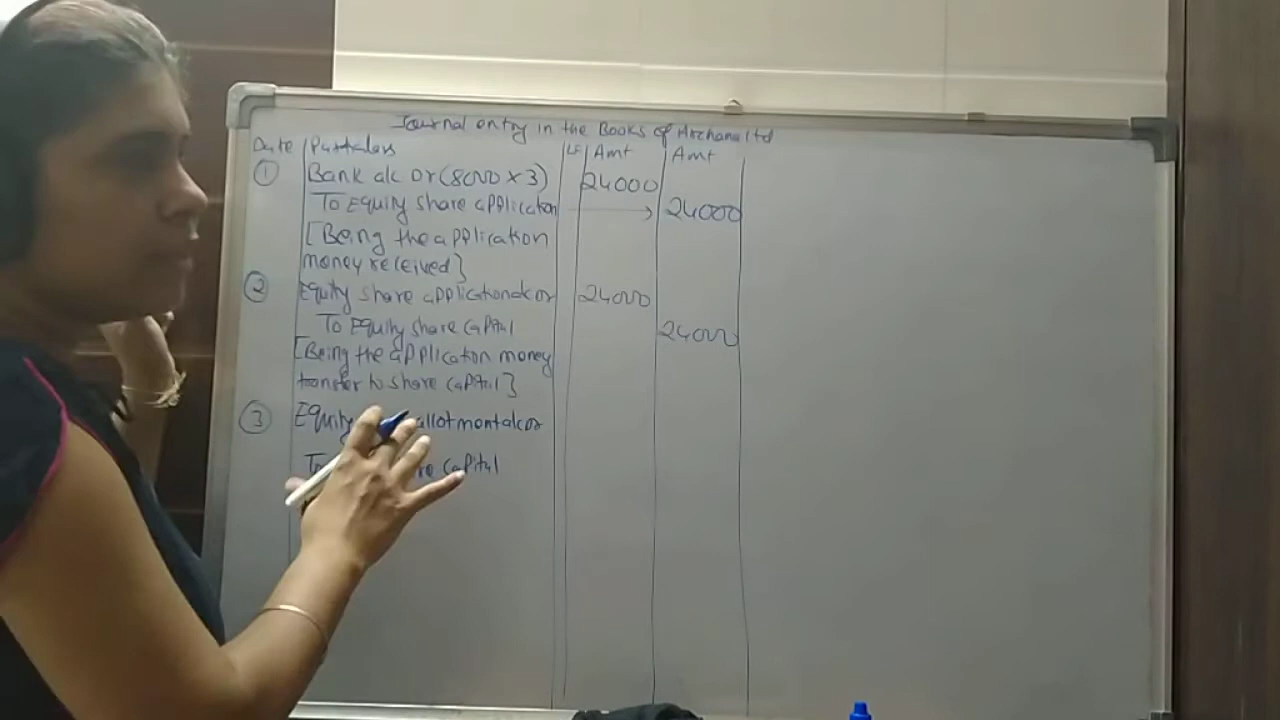 Journal entry in the Books of Archana ltd
Date Particulars LF Amt Amt
① Bank a/c Dr (8000 x 3) 24000
To Equity share application → 24000
[Being the application
money received]
② Equity share application a/c Dr 24000
To Equity share capital 24000
[Being the application money
transfer to share capital]
③ Equity allotment a/c Dr
To capital